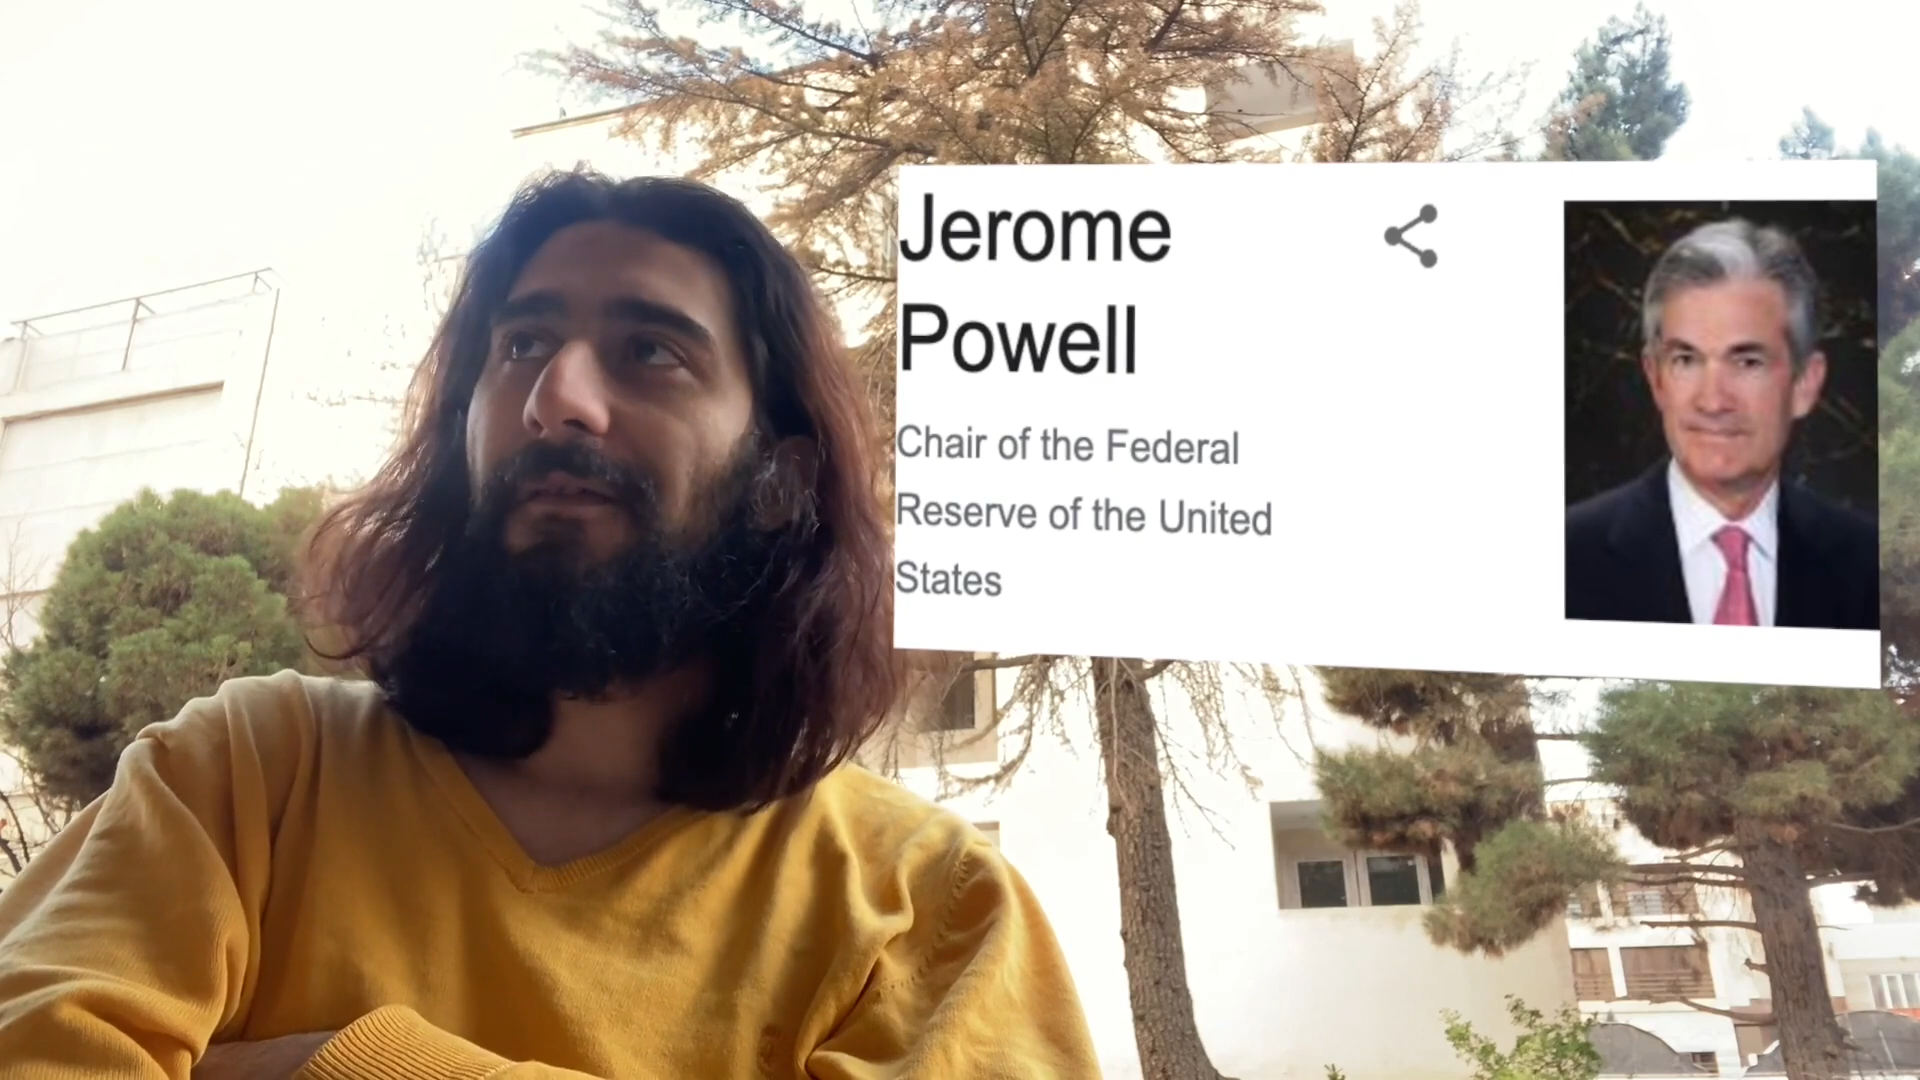 Jerome
Powell
Chair of the Federal
Reserve of the United
States